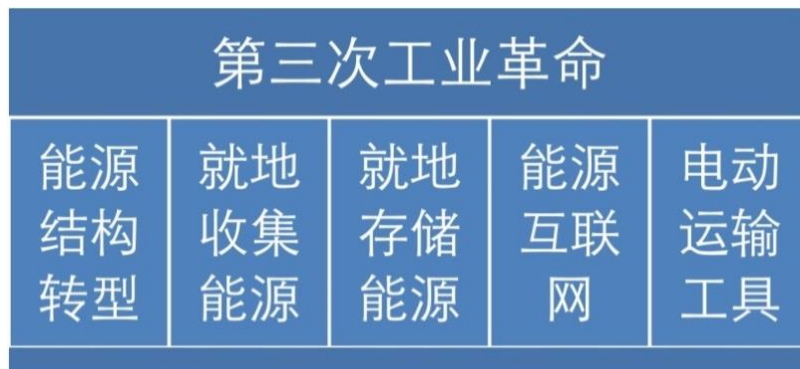 第三次工业革命
能源
结构
转型
就地
收集
能源
就地
存储
能源
能源
互联
网
电动
运输
工具